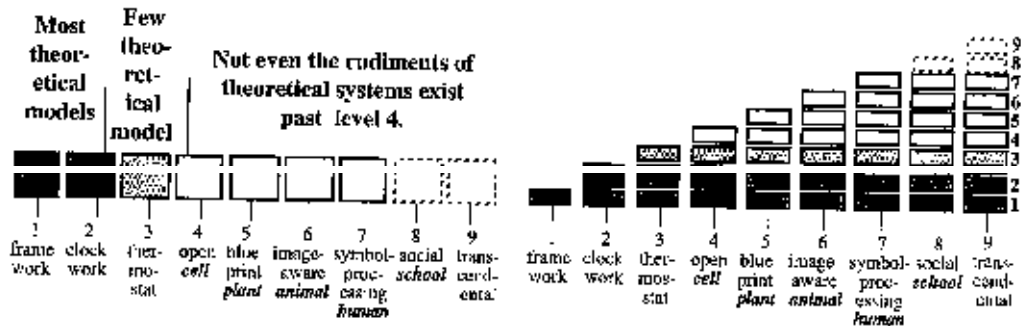 Most
theor-
etical
models
Few
theo-
ret-
ical
model
Not even the rudiments of
theoretical systems exist
past level 4.
1
frame
work
2
clock
work
3
ther-
mo-
stat
4
open
cell
5
blue
print
plant
6
image-
aware
animal
7
symbol-
proc-
essing
human
8
social
school
9
trans-
cend-
ental
9
8
7
6
5
4
3
2
1
frame
work
2
clock
work
3
ther-
mo-
stat
4
open
cell
5
blue
print
plant
6
image
aware
animal
7
symbol-
proc-
essing
human
8
social
school
9
trans-
cend-
ental